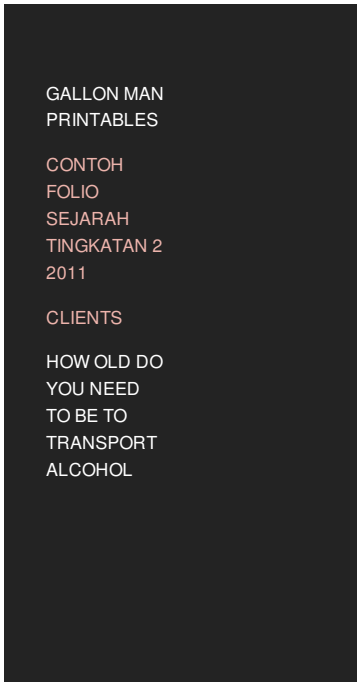 GALLON MAN
PRINTABLES
CONTOH
FOLIO
SEJARAH
TINGKATAN 2
2011
CLIENTS
HOW OLD DO
YOU NEED
TO BE TO
TRANSPORT
ALCOHOL